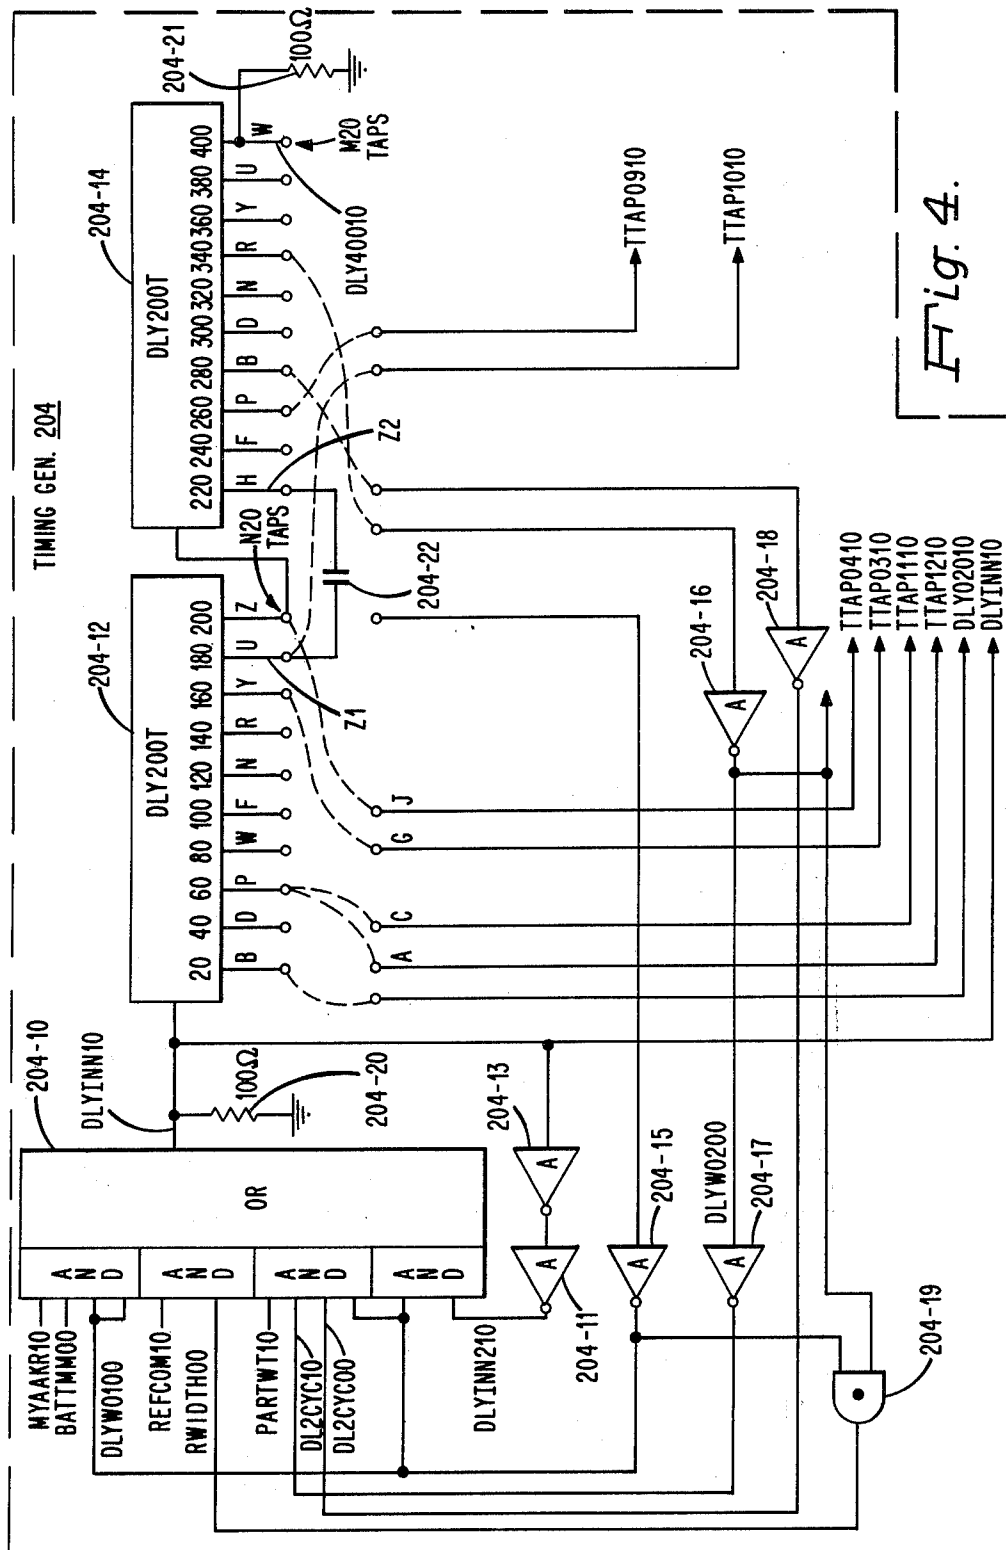 TIMING GEN. 204
204-10
DLYINN10
OR
A N D
A N D
A N D
A N D
MYAAKR10
BATTMM00
DLYW0100
REFCOM10
RWIDTH00
PARTWT10
DL2CYC10
DL2CYC00
DLYINN210
100Ω
204-20
204-12
DLY200T
20 40 60 80 100 120 140 160 180 200
B D P W F N R Y U Z
N20 TAPS
Z1
204-14
DLY200T
220 240 260 280 300 320 340 360 380 400
H F P B D N R Y U W
Z2
204-22
204-21
100Ω
M20 TAPS
DLY40010
A C G J
A
204-13
A
204-11
A
204-15
DLYW0200
A
204-17
A
204-16
A
204-18
204-19
TTAP0910
TTAP1010
TTAP0410
TTAP0310
TTAP1110
TTAP1210
DLY02010
DLYINN10
Fig. 4.